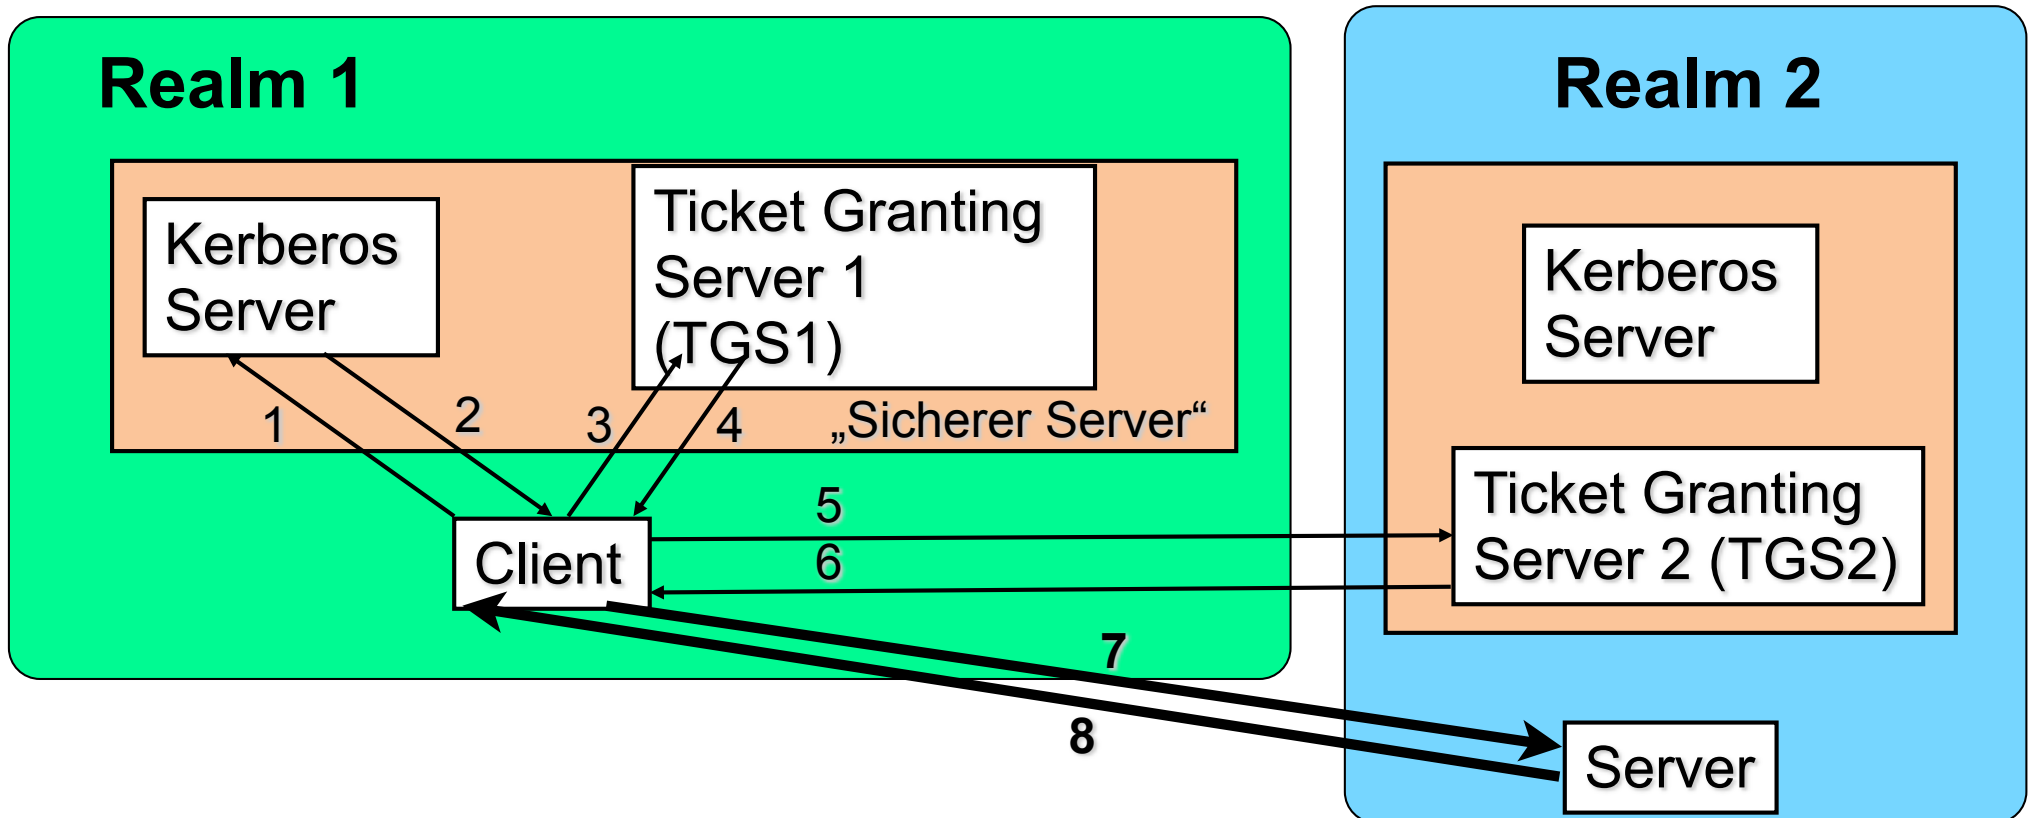 Realm 1
Kerberos
Server
Ticket Granting
Server 1
(TGS1)
1
2
3
4
„Sicherer Server“
Client
5
6
7
8
Realm 2
Kerberos
Server
Ticket Granting
Server 2 (TGS2)
Server